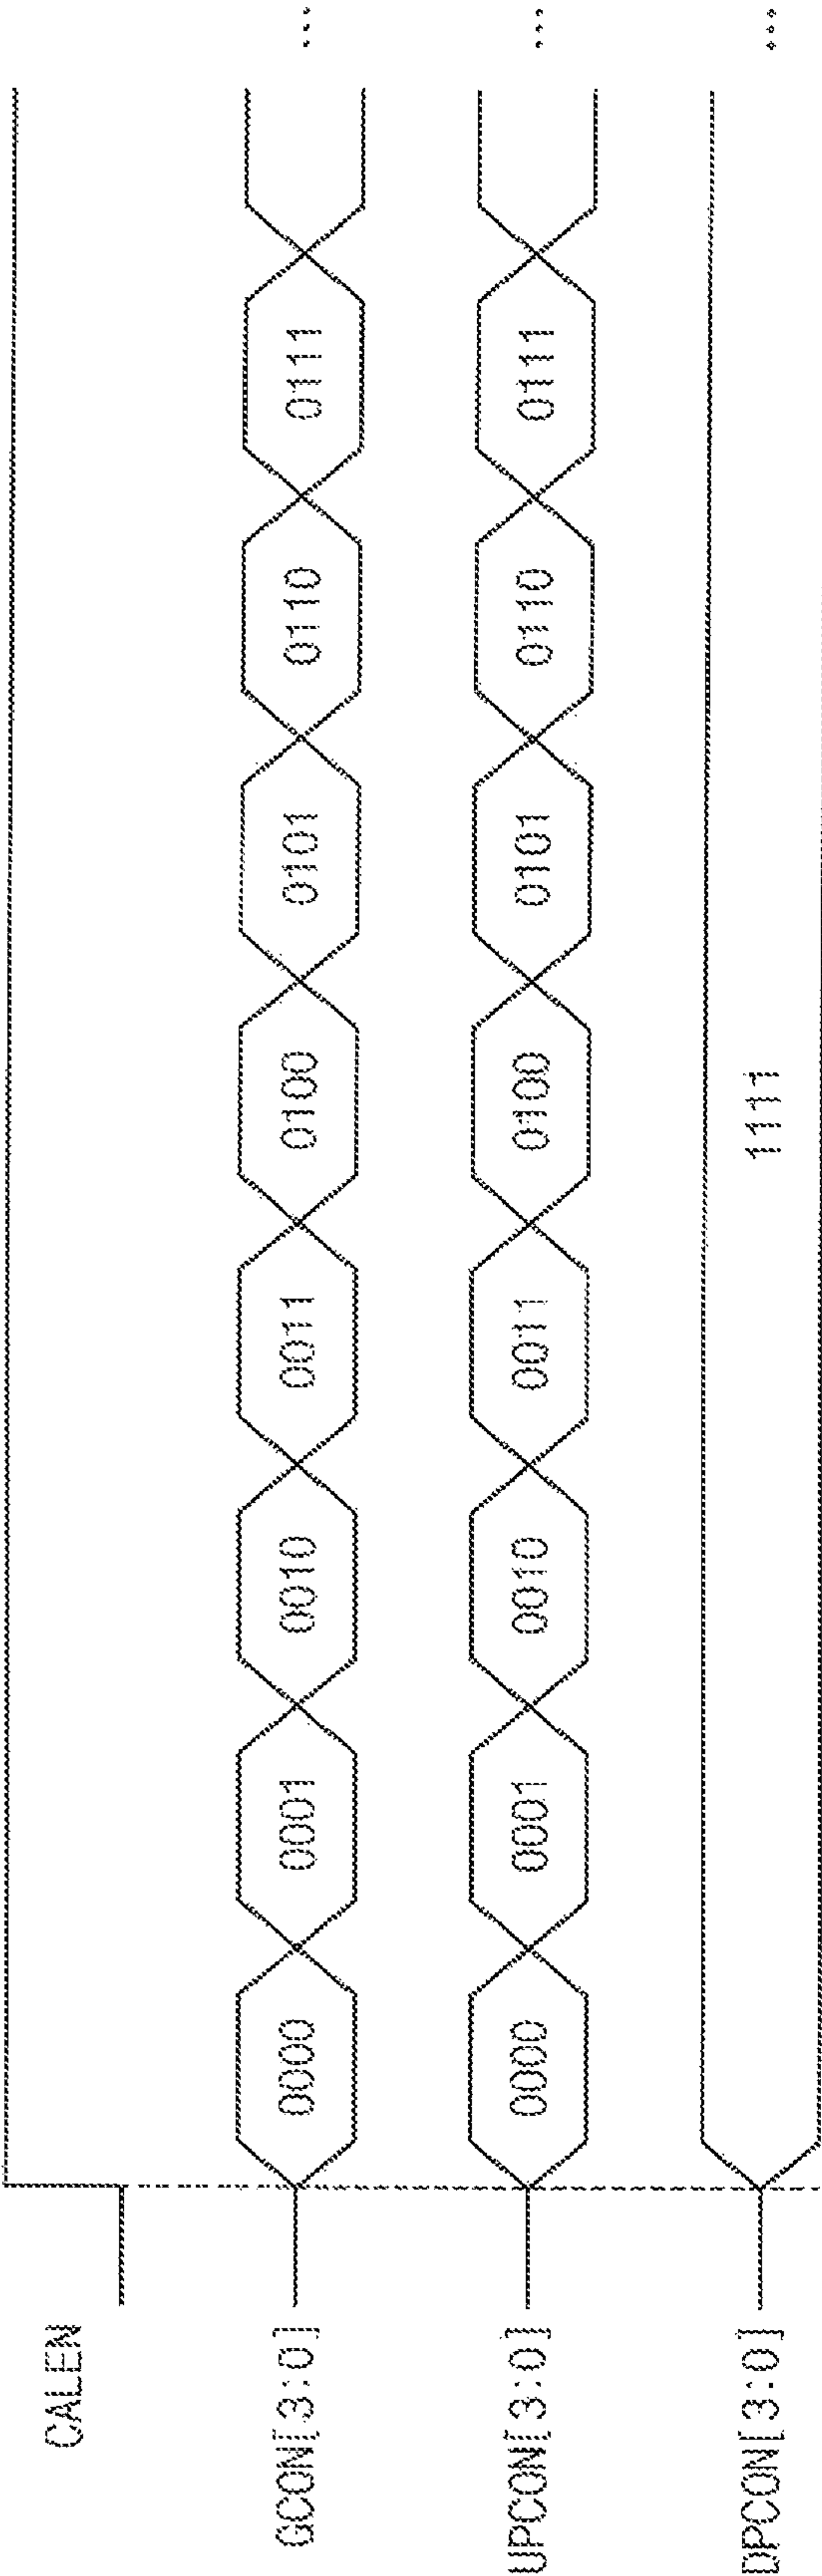 CALEN
GCON[3:0] 0000 0001 0010 0011 0100 0101 0110 0111 ...
UPCON[3:0] 0000 0001 0010 0011 0100 0101 0110 0111 ...
DPCON[3:0] 1111 ...